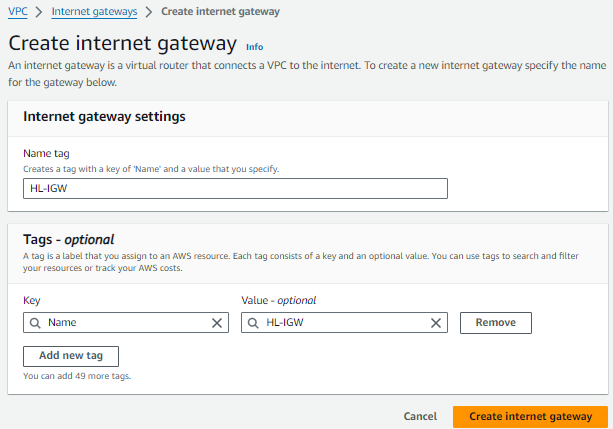 VPC > Internet gateways > Create internet gateway
Create internet gateway Info
An internet gateway is a virtual router that connects a VPC to the internet. To create a new internet gateway specify the name
for the gateway below.
Internet gateway settings
Name tag
Creates a tag with a key of 'Name' and a value that you specify.
HL-IGW
Tags - optional
A tag is a label that you assign to an AWS resource. Each tag consists of a key and an optional value. You can use tags to search and filter
your resources or track your AWS costs.
Key Value - optional
Name HL-IGW Remove
Add new tag
You can add 49 more tags.
Cancel Create internet gateway